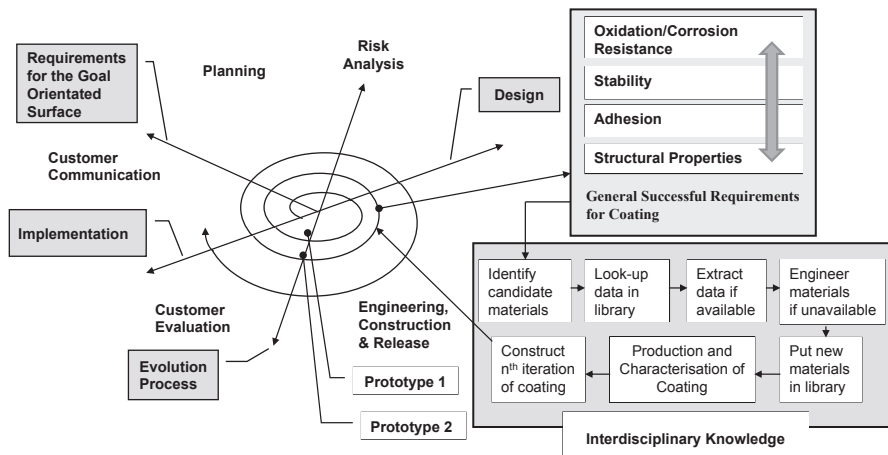 Requirements
for the Goal
Orientated
Surface
Planning
Risk
Analysis
Design
Customer
Communication
Implementation
Customer
Evaluation
Evolution
Process
Engineering,
Construction
& Release
Prototype 1
Prototype 2
Oxidation/Corrosion
Resistance
Stability
Adhesion
Structural Properties
General Successful Requirements
for Coating
Identify
candidate
materials
Look-up
data in
library
Extract
data if
available
Engineer
materials
if unavailable
Construct
nth iteration
of coating
Production and
Characterisation of
Coating
Put new
materials
in library
Interdisciplinary Knowledge